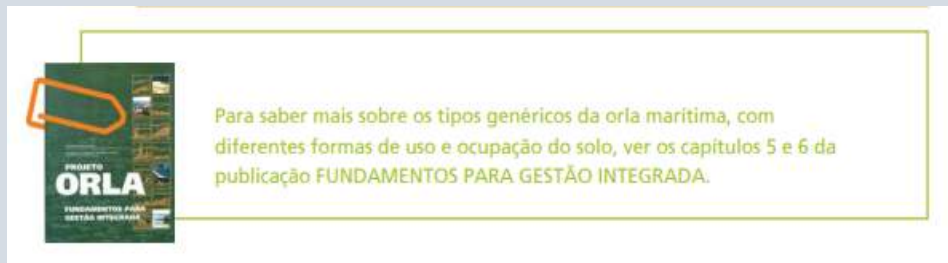 Para saber mais sobre os tipos genéricos da orla marítima, com
diferentes formas de uso e ocupação do solo, ver os capítulos 5 e 6 da
publicação FUNDAMENTOS PARA GESTÃO INTEGRADA.
PROJETO
ORLA
FUNDAMENTOS PARA
GESTÃO INTEGRADA